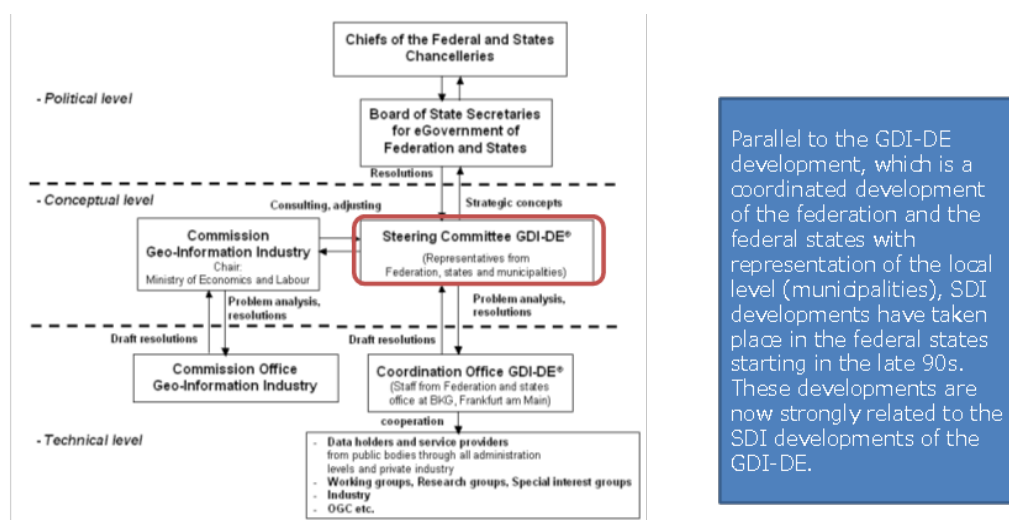 Chiefs of the Federal and States
Chancelleries
- Political level
Board of State Secretaries
for eGovernment of
Federation and States
Resolutions
- Conceptual level
Consulting, adjusting
Strategic concepts
Commission
Geo-Information Industry
Chair:
Ministry of Economics and Labour
Steering Committee GDI-DE®
(Representatives from
Federation, states and municipalities)
Problem analysis,
resolutions
Problem analysis,
resolutions
Draft resolutions
Draft resolutions
Commission Office
Geo-Information Industry
Coordination Office GDI-DE®
(Staff from Federation and states
office at BKG, Frankfurt am Main)
cooperation
- Technical level
- Data holders and service providers
from public bodies through all administration
levels and private industry
- Working groups, Research groups, Special interest groups
- Industry
- OGC etc.
Parallel to the GDI-DE
development, which is a
coordinated development
of the federation and the
federal states with
representation of the local
level (municipalities), SDI
developments have taken
place in the federal states
starting in the late 90s.
These developments are
now strongly related to the
SDI developments of the
GDI-DE.